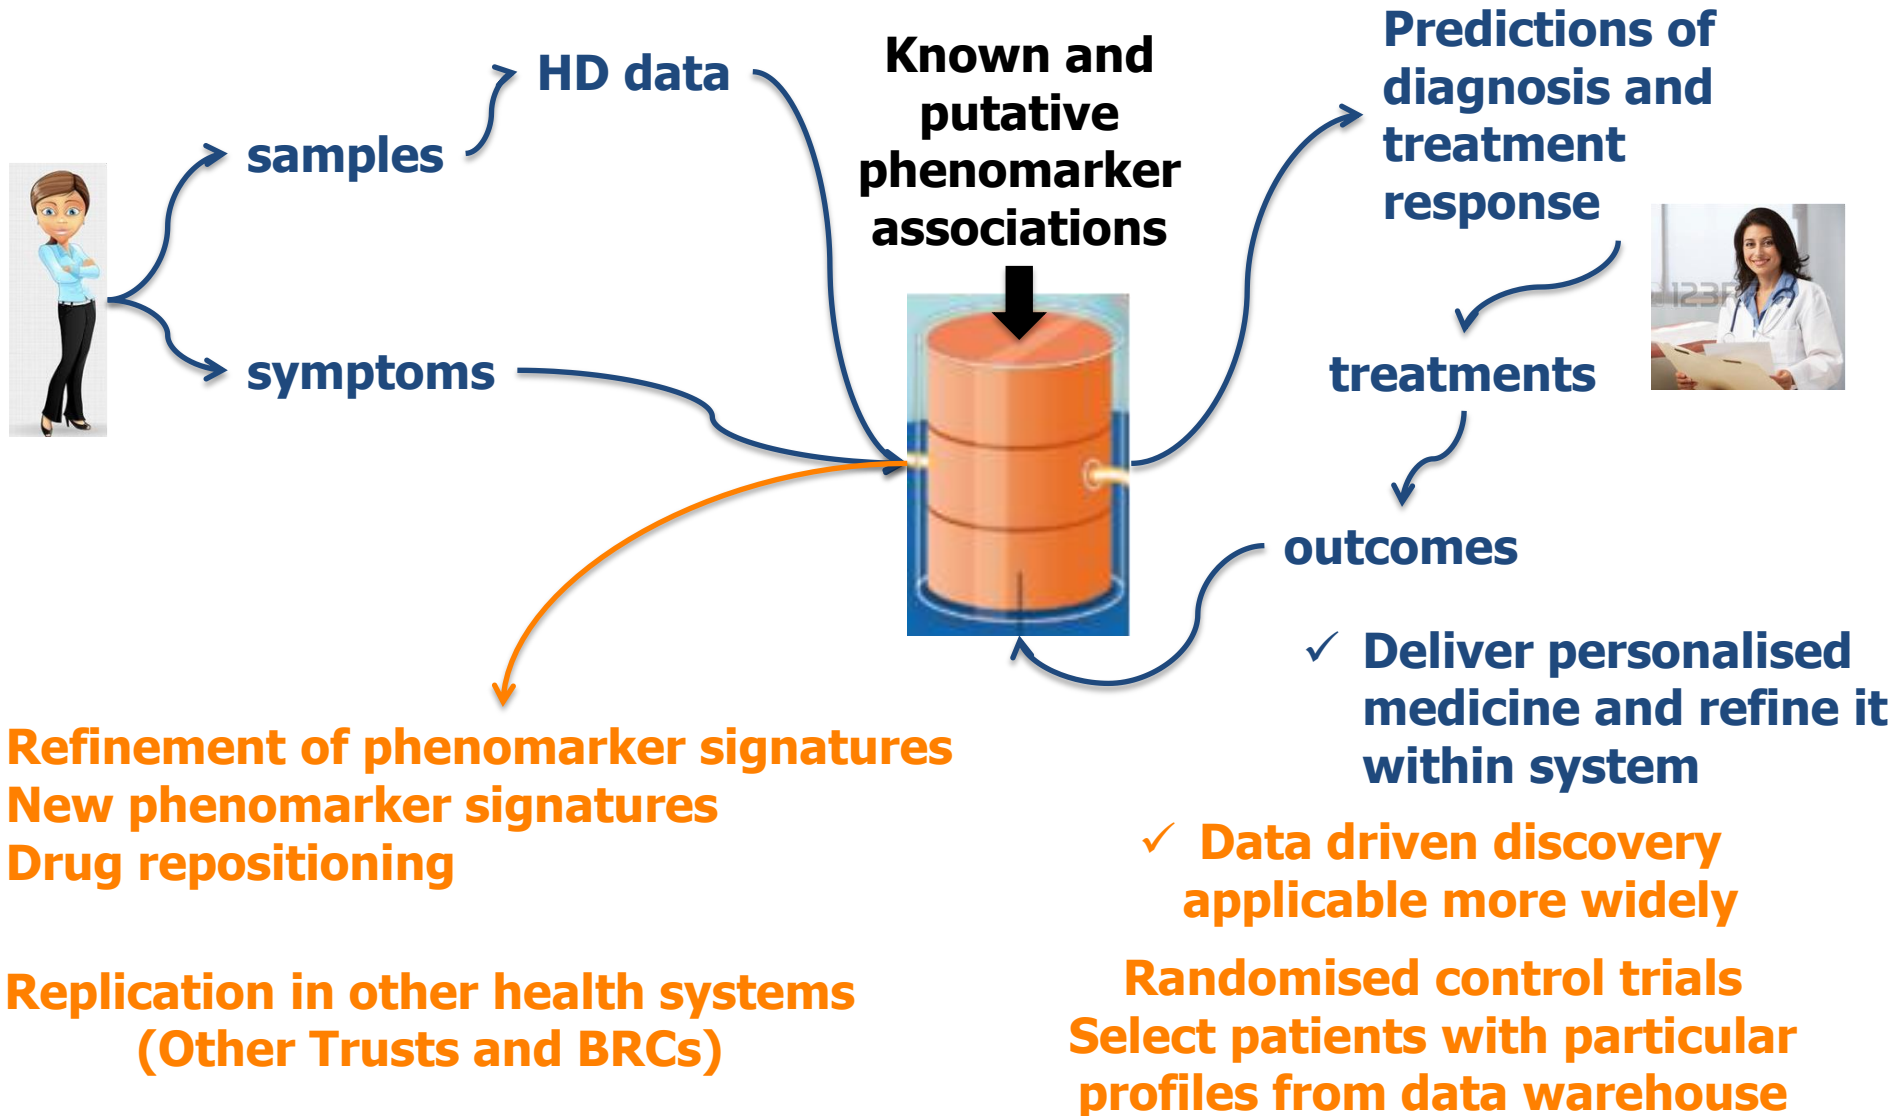 HD data
samples
symptoms
Known and
putative
phenomarker
associations
Predictions of
diagnosis and
treatment
response
123R
treatments
outcomes
✓ Deliver personalised
medicine and refine it
within system
Refinement of phenomarker signatures
New phenomarker signatures
Drug repositioning
✓ Data driven discovery
applicable more widely
Replication in other health systems
(Other Trusts and BRCs)
Randomised control trials
Select patients with particular
profiles from data warehouse